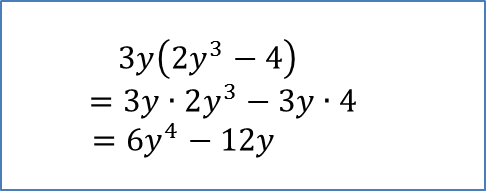 3y(2y³ − 4)
= 3y · 2y³ − 3y · 4
= 6y⁴ − 12y